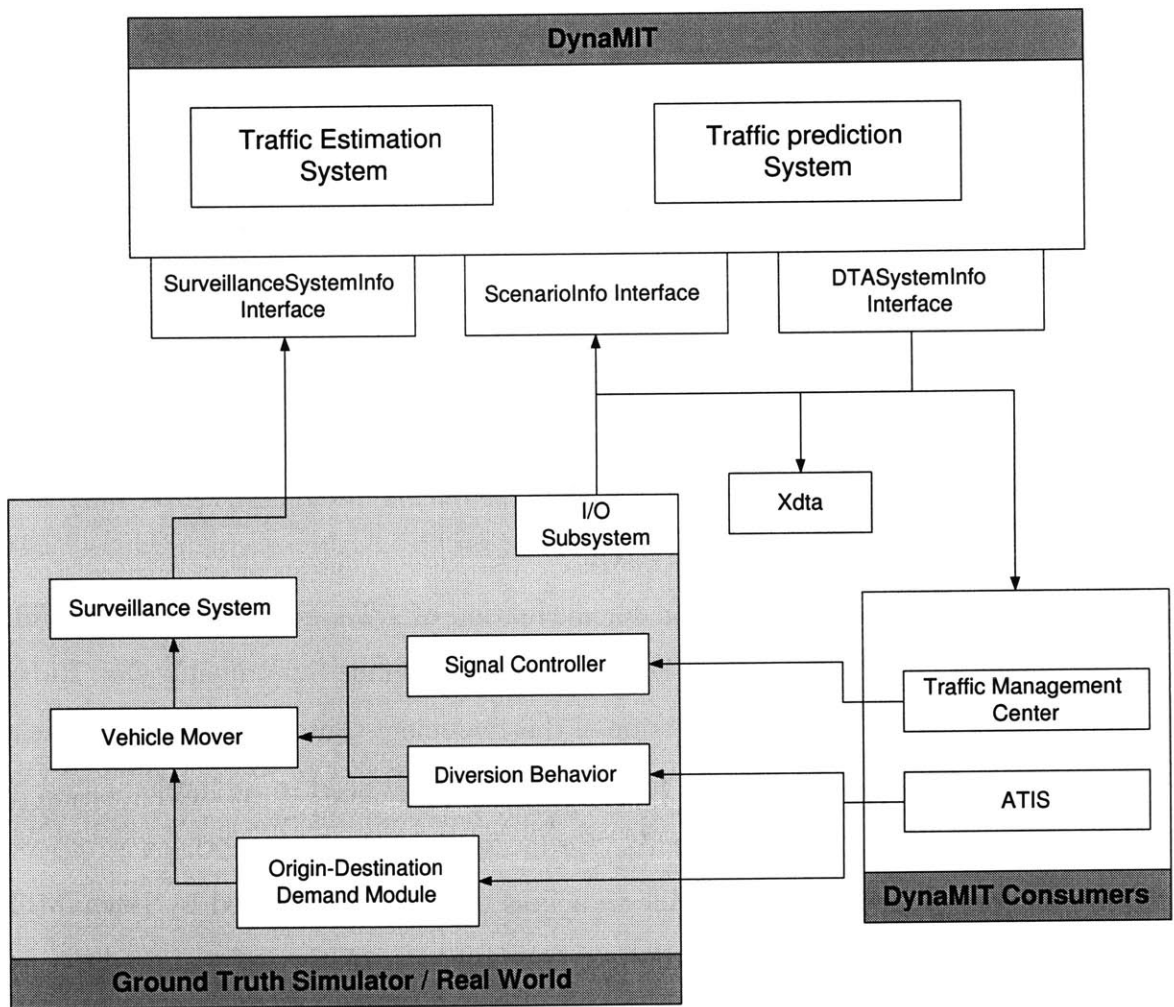 DynaMIT
Traffic Estimation
System
Traffic prediction
System
SurveillanceSystemInfo
Interface
ScenarioInfo Interface
DTASystemInfo
Interface
Xdta
I/O
Subsystem
Surveillance System
Signal Controller
Vehicle Mover
Diversion Behavior
Origin-Destination
Demand Module
Ground Truth Simulator / Real World
Traffic Management
Center
ATIS
DynaMIT Consumers